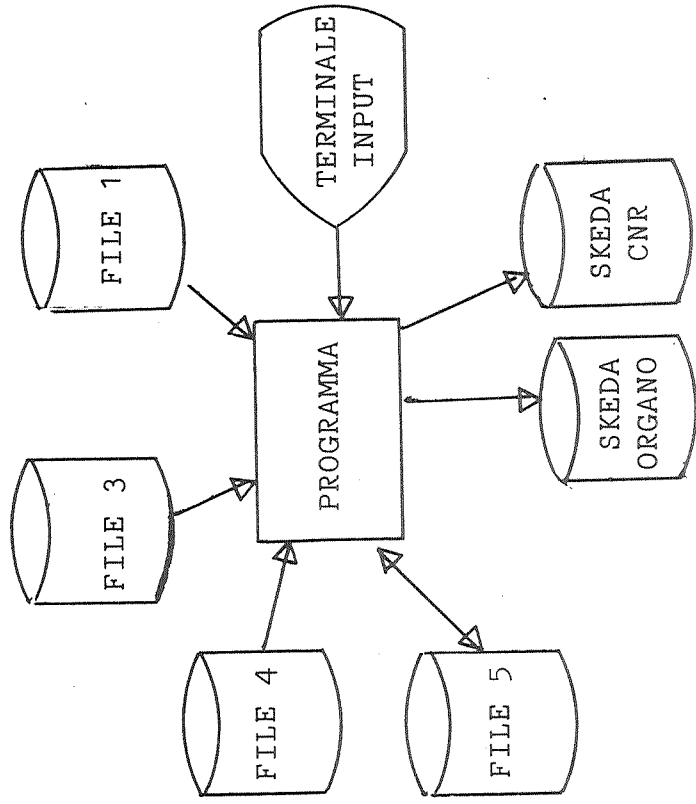 TERMINALE
INPUT
FILE 1
FILE 3
FILE 4
FILE 5
PROGRAMMA
SKEDA
CNR
SKEDA
ORGANO